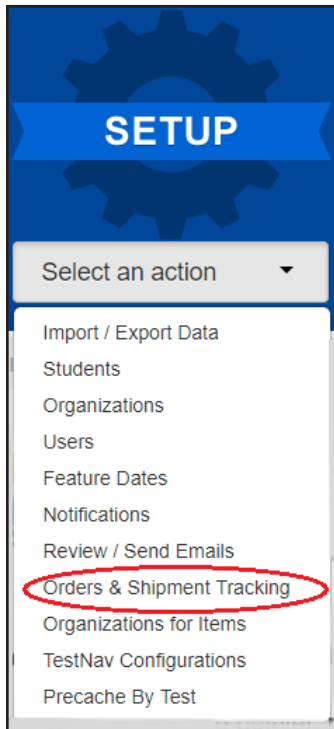 SETUP
Select an action
Import / Export Data
Students
Organizations
Users
Feature Dates
Notifications
Review / Send Emails
Orders & Shipment Tracking
Organizations for Items
TestNav Configurations
Precache By Test